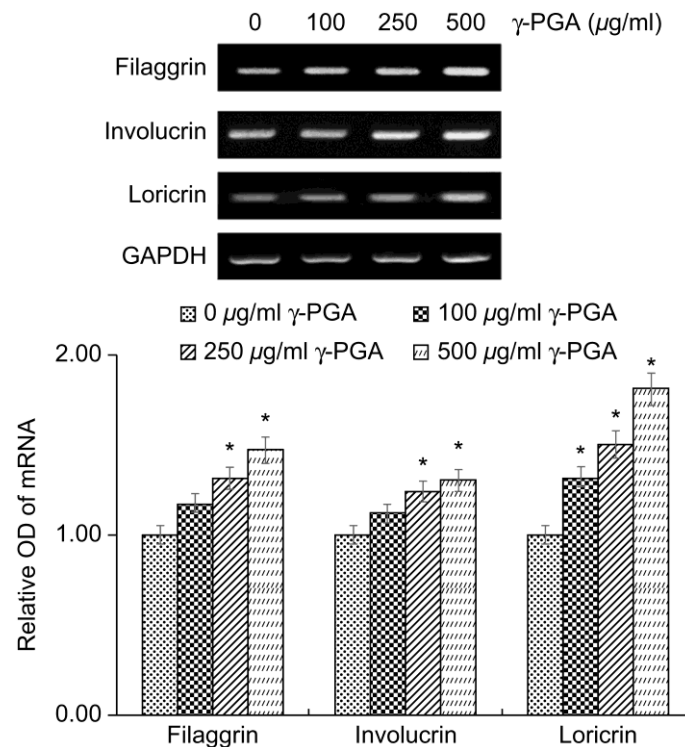 0 100 250 500 γ-PGA (µg/ml)
Filaggrin
Involucrin
Loricrin
GAPDH
0 µg/ml γ-PGA 100 µg/ml γ-PGA
250 µg/ml γ-PGA 500 µg/ml γ-PGA
2.00
1.00
0.00
Relative OD of mRNA
* * * * * * *
Filaggrin Involucrin Loricrin